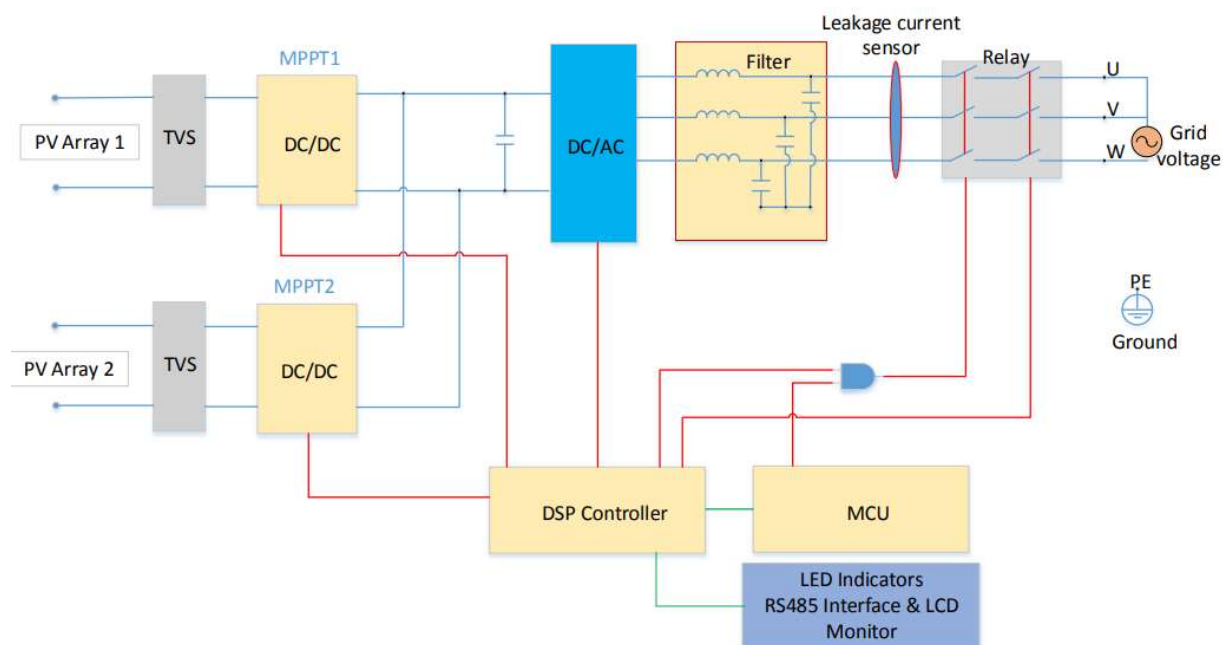 MPPT1
PV Array 1
TVS
DC/DC
DC/AC
Filter
Leakage current
sensor
Relay
U
V
W
Grid
voltage
MPPT2
PV Array 2
TVS
DC/DC
PE
Ground
DSP Controller
MCU
LED Indicators
RS485 Interface & LCD
Monitor